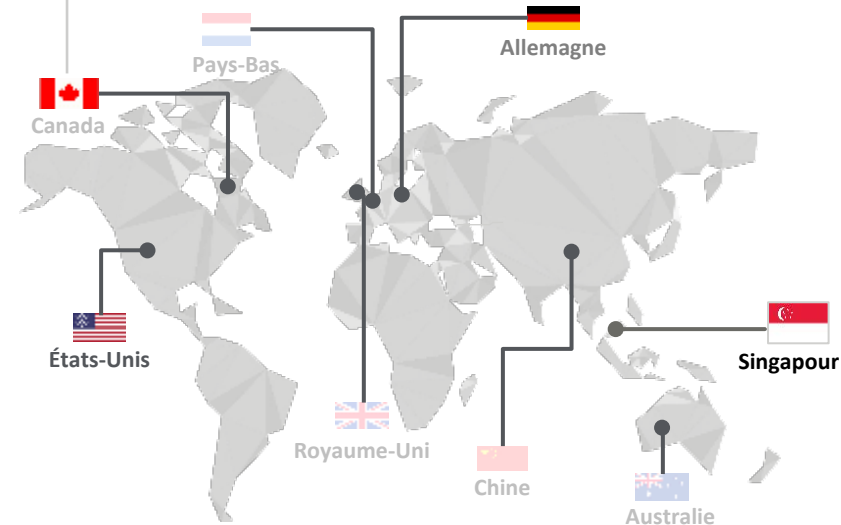 Allemagne
Pays-Bas
Canada
États-Unis
Singapour
Royaume-Uni
Chine
Australie